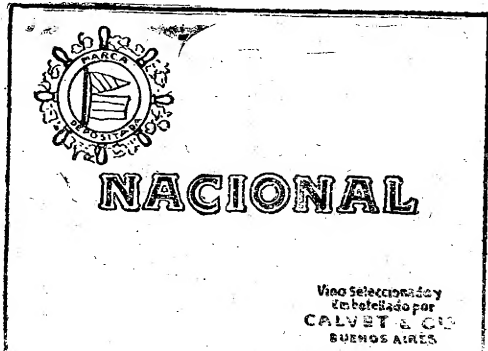 MARCA
DEPOSITADA
NACIONAL
Vino Seleccionado y
Embotellado por
CALVET & Cia
BUENOS AIRES